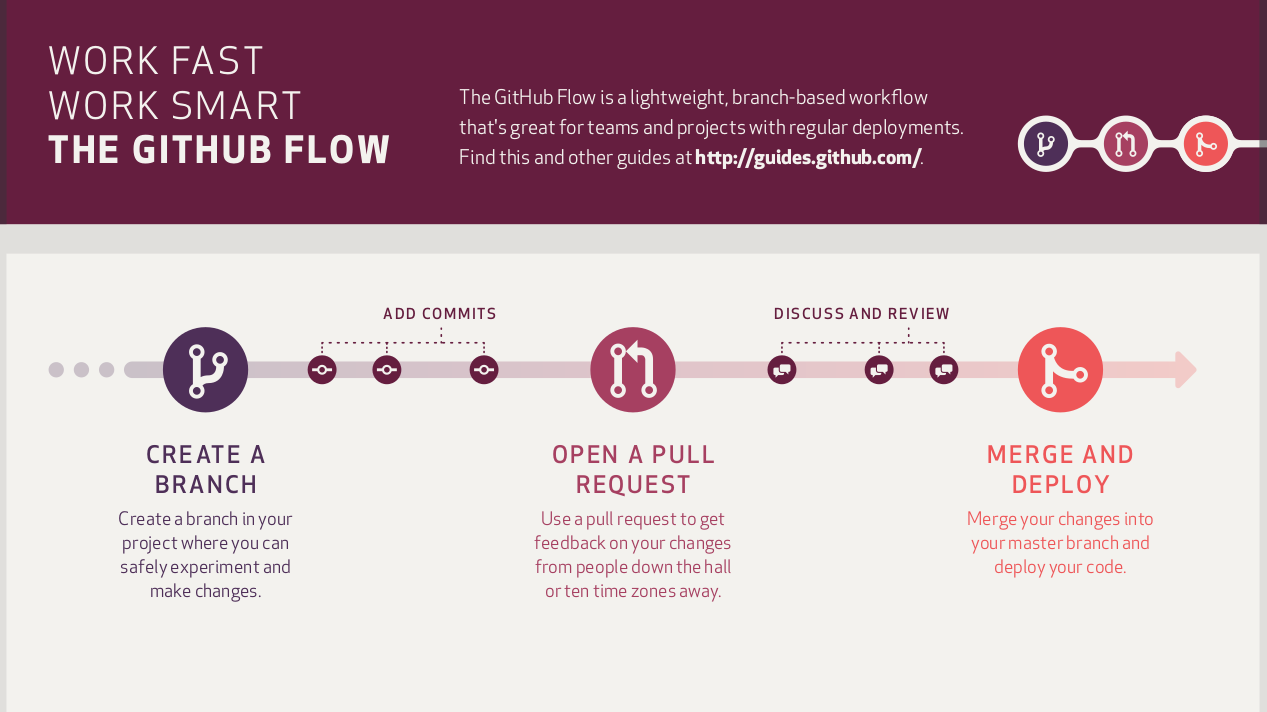 WORK FAST
WORK SMART
THE GITHUB FLOW
The GitHub Flow is a lightweight, branch-based workflow
that's great for teams and projects with regular deployments.
Find this and other guides at http://guides.github.com/.
ADD COMMITS
DISCUSS AND REVIEW
CREATE A
BRANCH
Create a branch in your
project where you can
safely experiment and
make changes.
OPEN A PULL
REQUEST
Use a pull request to get
feedback on your changes
from people down the hall
or ten time zones away.
MERGE AND
DEPLOY
Merge your changes into
your master branch and
deploy your code.